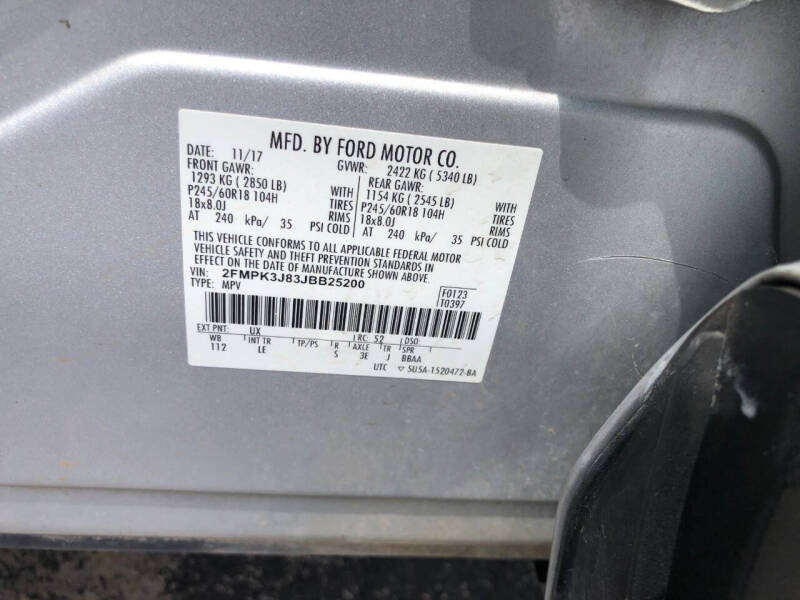 MFD. BY FORD MOTOR CO.
DATE: 11/17 GVWR: 2422 KG ( 5340 LB)
FRONT GAWR: REAR GAWR:
1293 KG ( 2850 LB) WITH 1154 KG ( 2545 LB) WITH
P245/60R18 104H TIRES P245/60R18 104H TIRES
18x8.0J RIMS 18x8.0J RIMS
AT 240 kPa/ 35 PSI COLD AT 240 kPa/ 35 PSI COLD
THIS VEHICLE CONFORMS TO ALL APPLICABLE FEDERAL MOTOR
VEHICLE SAFETY AND THEFT PREVENTION STANDARDS IN
EFFECT ON THE DATE OF MANUFACTURE SHOWN ABOVE.
VIN: 2FMPK3J83JBB25200
TYPE: MPV
F0123
T0397
EXT PNT: UX RC: 52 DSO:
WB INT TR TP/PS R AXLE TR SPR
112 LE S 3E J BBAA
UTC ▽ 5U5A-1520472-BA